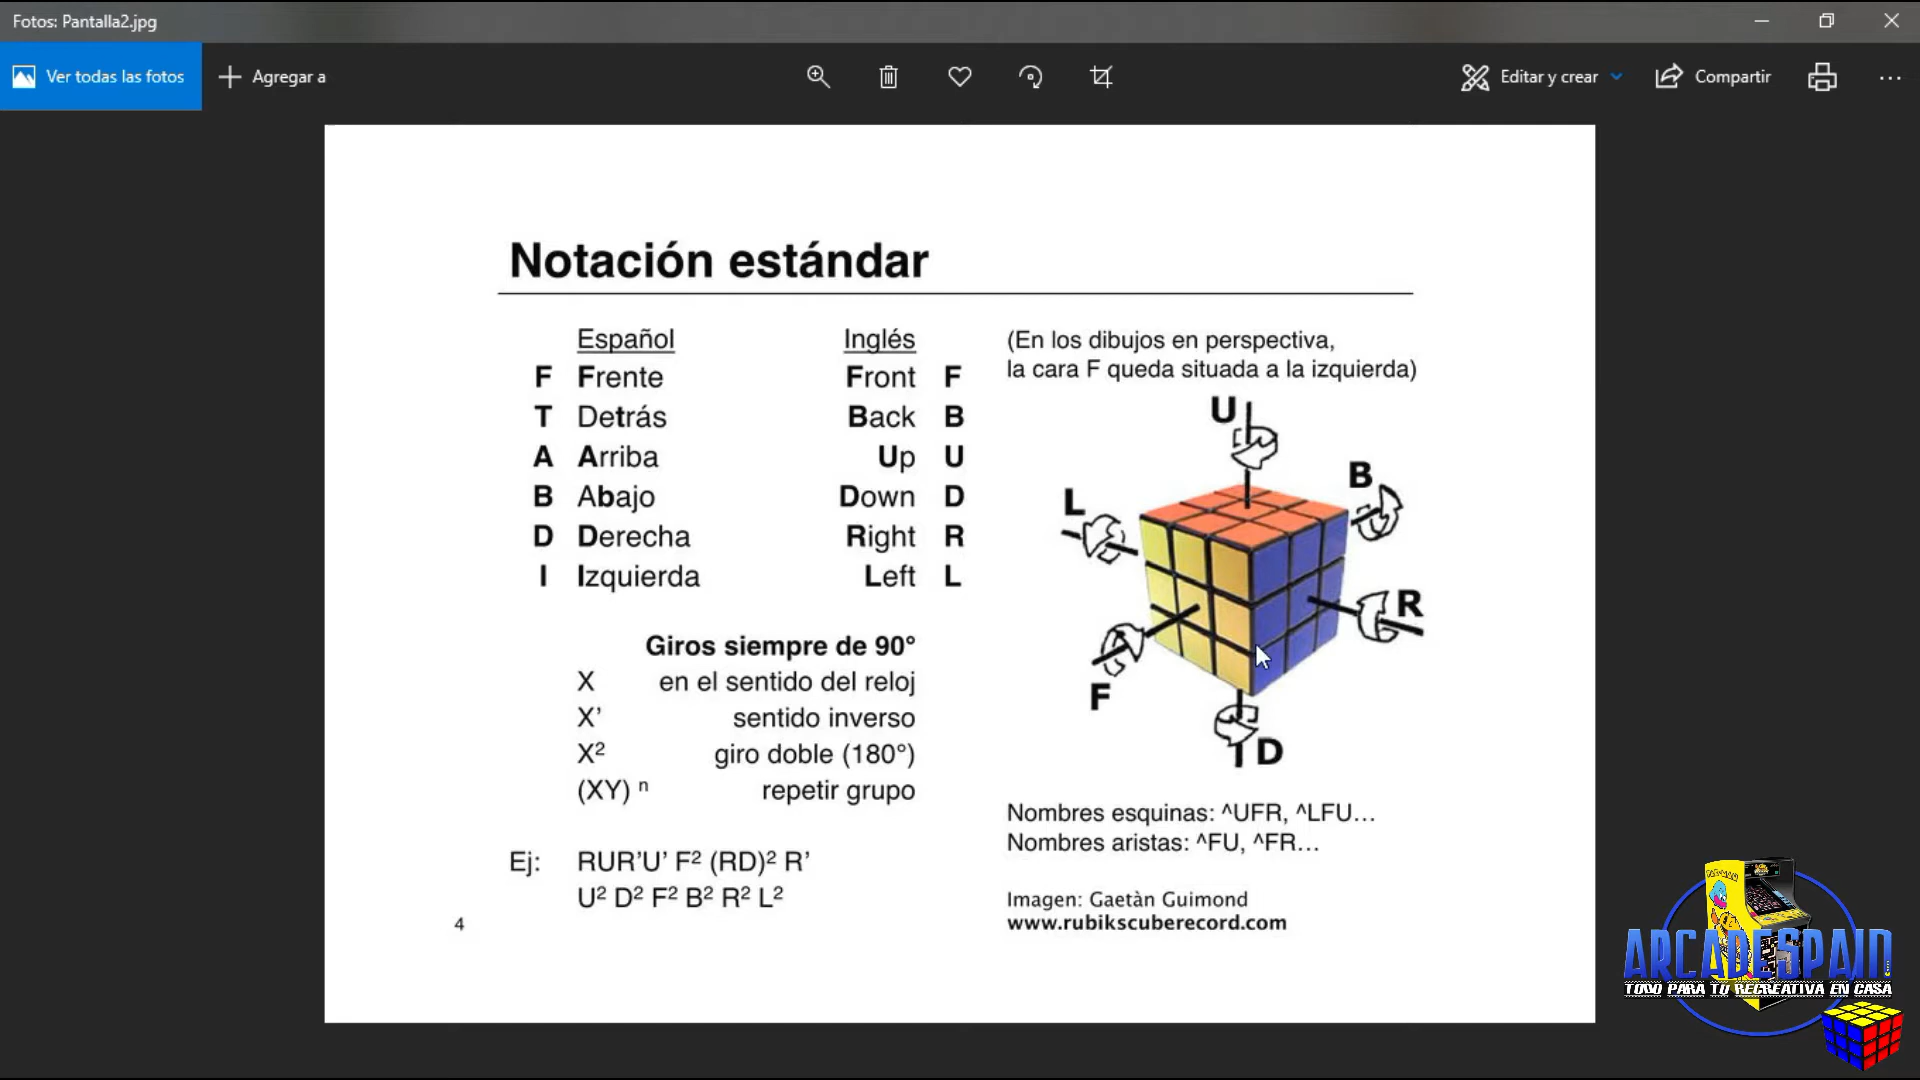 Fotos: Pantalla2.jpg
Ver todas las fotos
Agregar a
Editar y crear
Compartir
Notación estándar
Español Inglés
F Frente Front F
T Detrás Back B
A Arriba Up U
B Abajo Down D
D Derecha Right R
I Izquierda Left L
Giros siempre de 90°
X en el sentido del reloj
X’ sentido inverso
X² giro doble (180°)
(XY) ⁿ repetir grupo
Ej: RUR’U’ F² (RD)² R’
U² D² F² B² R² L²
4
(En los dibujos en perspectiva,
la cara F queda situada a la izquierda)
U
B
L
R
F
D
Nombres esquinas: ^UFR, ^LFU...
Nombres aristas: ^FU, ^FR...
Imagen: Gaetàn Guimond
www.rubikscuberecord.com
PAC-MAN
ARCADESPAIN!
TODO PARA TU RECREATIVA EN CASA